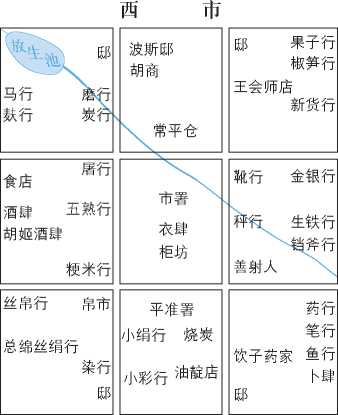 西市
放生池
邸
马行 磨行
麸行 炭行
波斯邸
胡商
常平仓
邸 果子行
椒笋行
王会师店
新货行
屠行
食店
酒肆 五熟行
胡姬酒肆
粳米行
市署
衣肆
柜坊
靴行 金银行
秤行 生铁行
铛斧行
善射人
丝帛行 帛市
总绵丝绢行
染行
邸
平准署
小绢行 烧炭
小彩行 油靛店
药行
笔行
饮子药家 鱼行
卜肆
邸